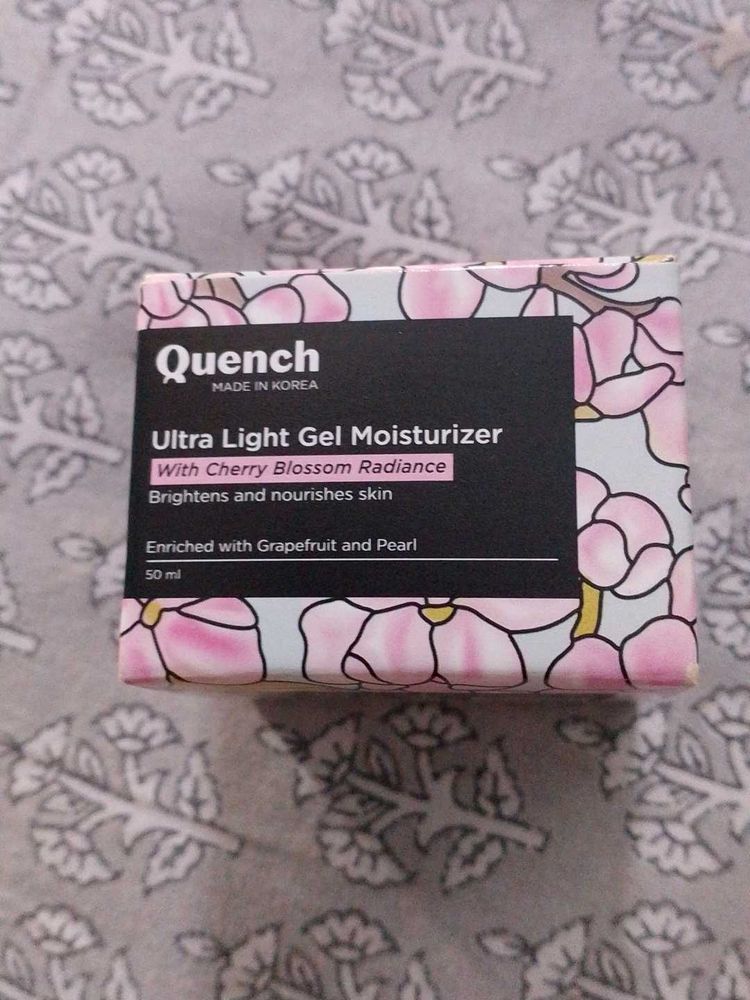 Quench
MADE IN KOREA
Ultra Light Gel Moisturizer
With Cherry Blossom Radiance
Brightens and nourishes skin
Enriched with Grapefruit and Pearl
50 ml